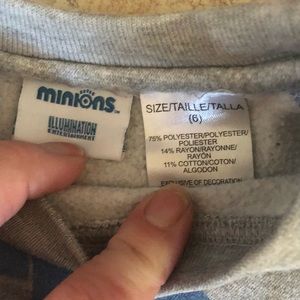 minions
ILLUMINATION
ENTERTAINMENT
SIZE/TAILLE/TALLA
(6)
75% POLYESTER/POLYESTER/
POLIESTER
14% RAYON/RAYONNE/
RAYÓN
11% COTTON/COTON/
ALGODON
EXCLUSIVE OF DECORATION